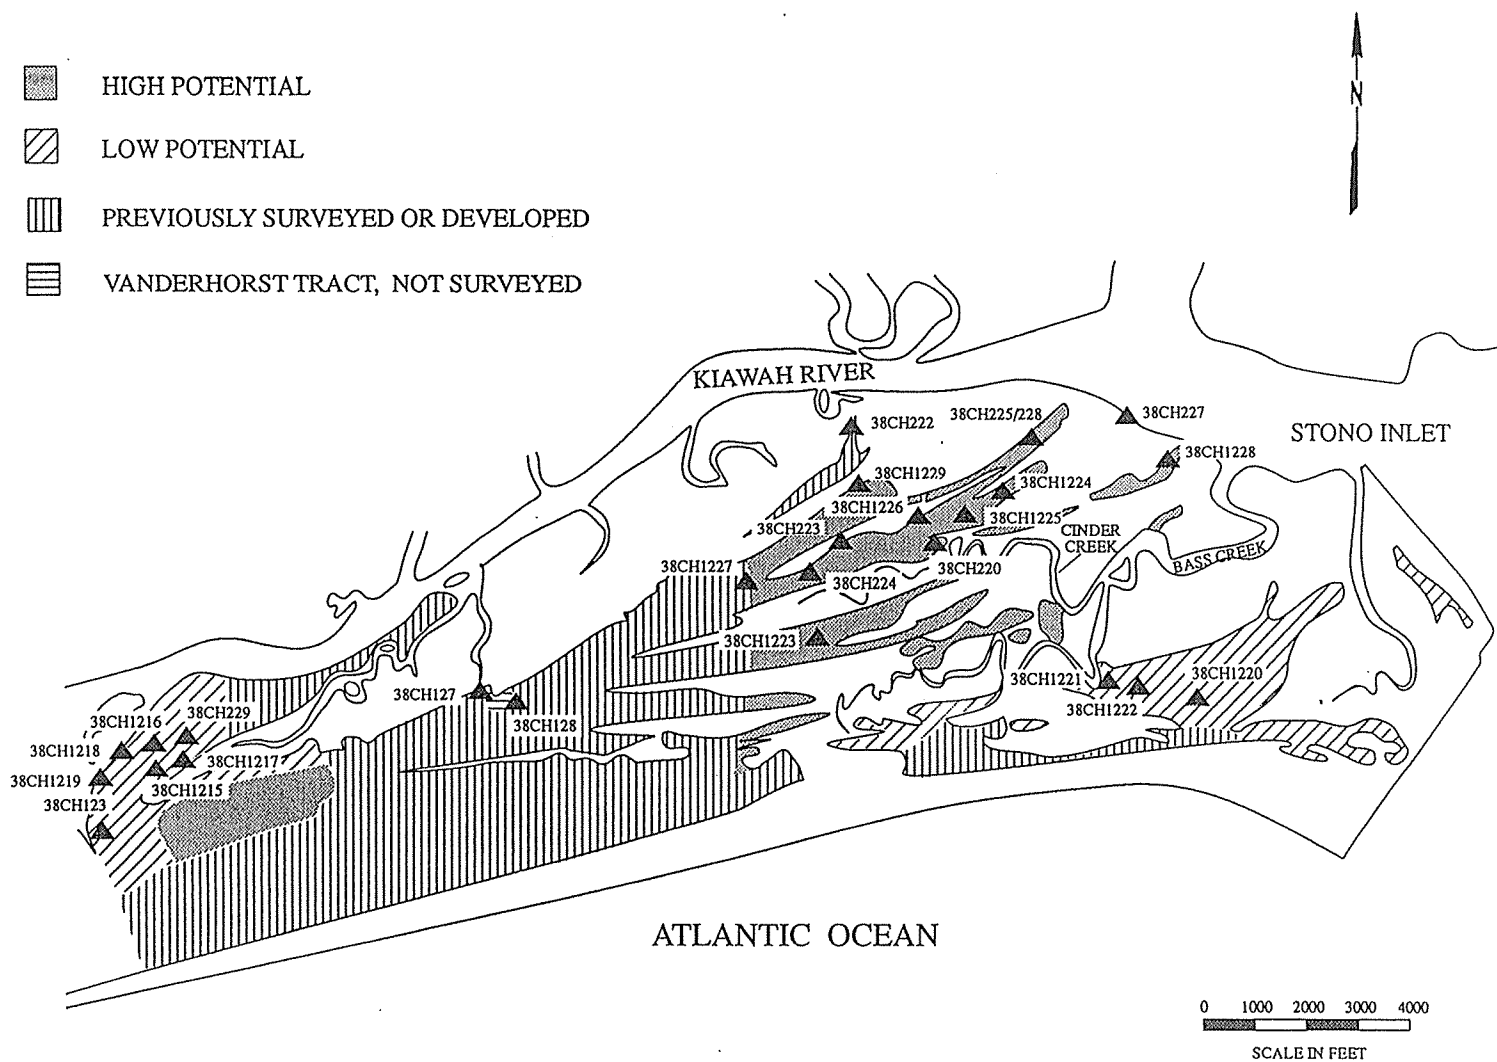 HIGH POTENTIAL
LOW POTENTIAL
PREVIOUSLY SURVEYED OR DEVELOPED
VANDERHORST TRACT, NOT SURVEYED
N
KIAWAH RIVER
STONO INLET
38CH222
38CH225/228
38CH227
38CH1228
38CH1229
38CH1224
38CH1226
38CH1225
38CH223
CINDER
CREEK
BASS CREEK
38CH1227
38CH220
38CH224
38CH1223
38CH1221
38CH1220
38CH1222
38CH127
38CH128
38CH229
38CH1216
38CH1218
38CH1217
38CH1219
38CH1215
38CH123
ATLANTIC OCEAN
0 1000 2000 3000 4000
SCALE IN FEET